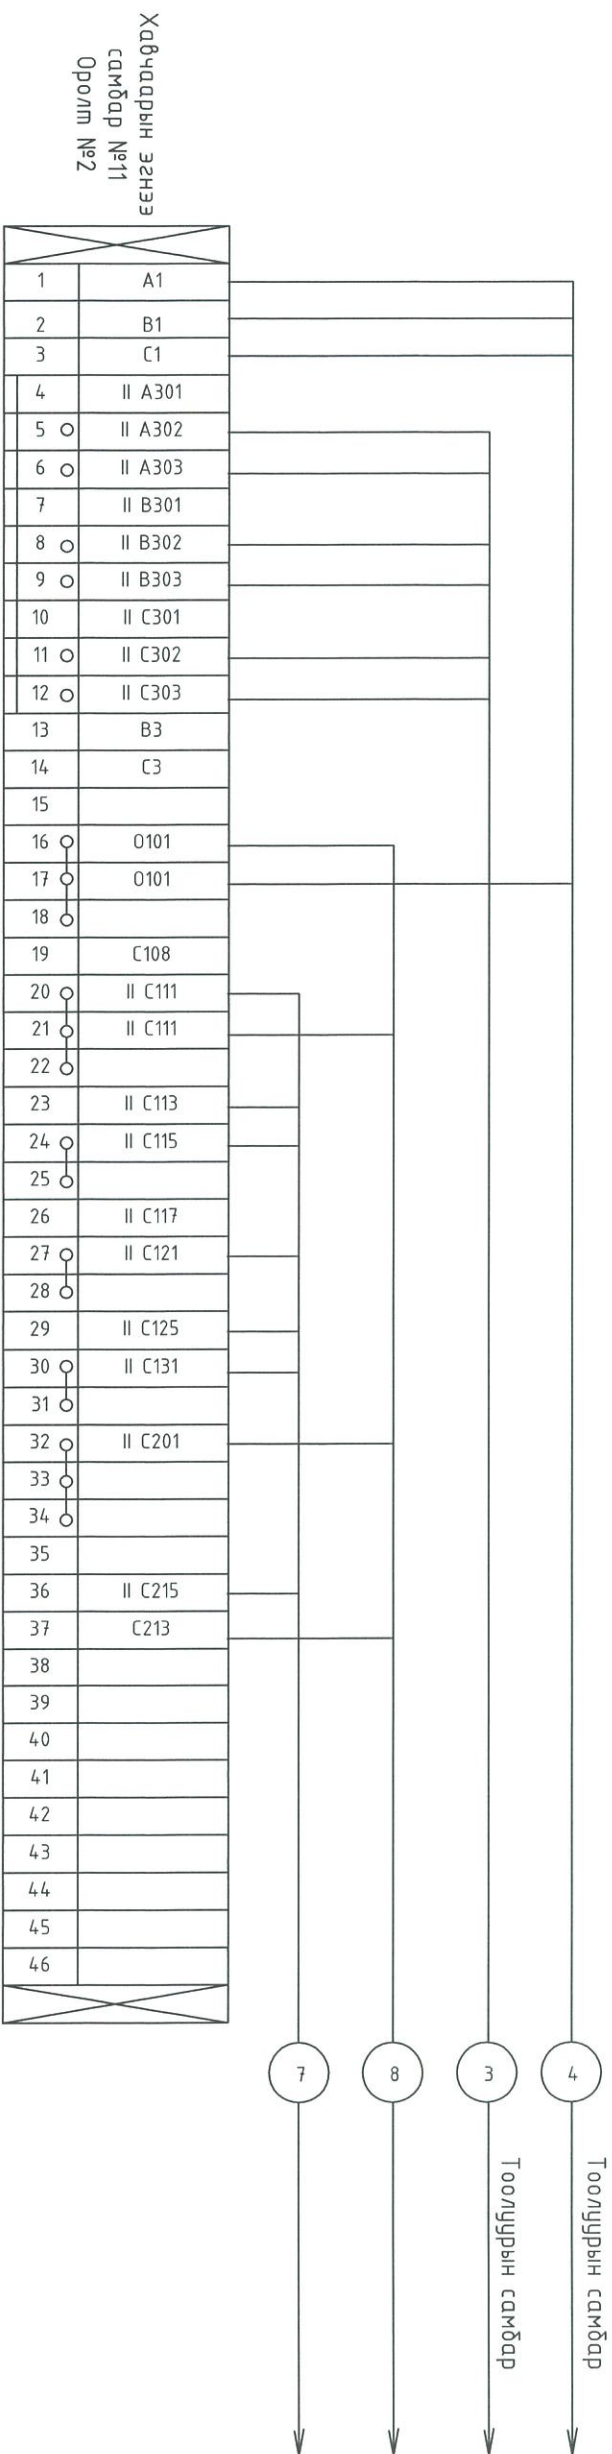 Хавчаарын эгнээ
самбар №11
Оролт №2
1 A1
2 B1
3 C1
4 II A301
5 II A302
6 II A303
7 II B301
8 II B302
9 II B303
10 II C301
11 II C302
12 II C303
13 B3
14 C3
15
16 0101
17 0101
18
19 C108
20 II C111
21 II C111
22
23 II C113
24 II C115
25
26 II C117
27 II C121
28
29 II C125
30 II C131
31
32 II C201
33
34
35
36 II C215
37 C213
38
39
40
41
42
43
44
45
46
7 8 3 4
Тоолуурын самбар
Тоолуурын самбар